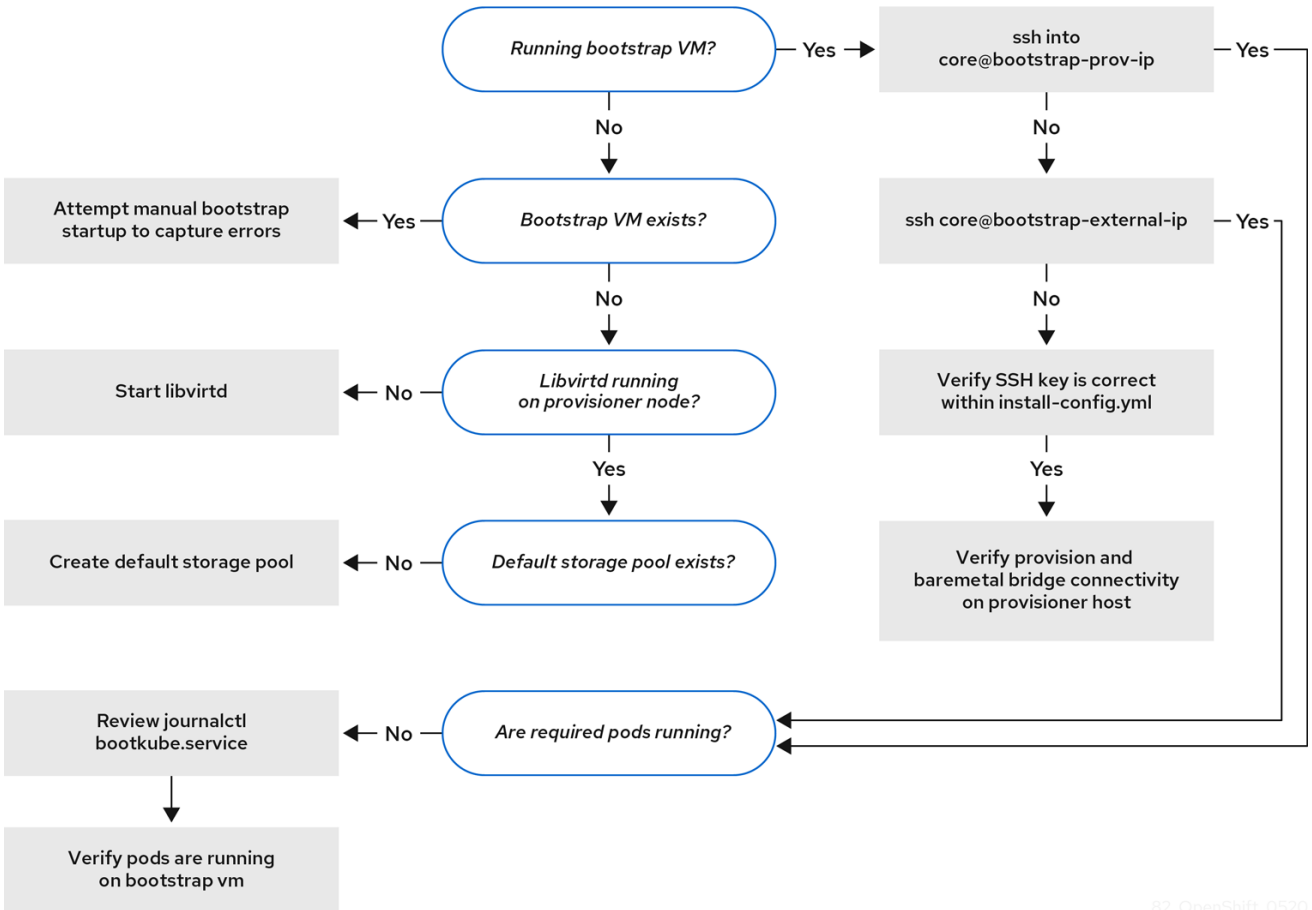 Running bootstrap VM?
Yes
ssh into
core@bootstrap-prov-ip
Yes
No
No
Attempt manual bootstrap
startup to capture errors
Yes
Bootstrap VM exists?
ssh core@bootstrap-external-ip
Yes
No
No
Start libvirtd
No
Libvirtd running
on provisioner node?
Verify SSH key is correct
within install-config.yml
Yes
Yes
Create default storage pool
No
Default storage pool exists?
Verify provision and
baremetal bridge connectivity
on provisioner host
Review journalctl
bootkube.service
No
Are required pods running?
Verify pods are running
on bootstrap vm
82_OpenShift_0520